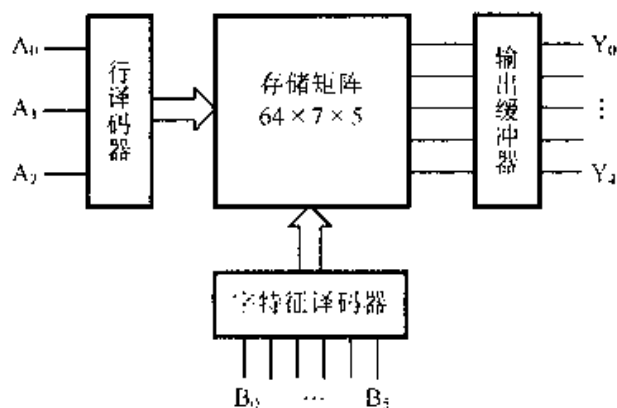 A₀
A₁
A₂
行译码器
存储矩阵
64×7×5
输出缓冲器
Y₀
⋮
Y₄
字特征译码器
B₀ … B₅